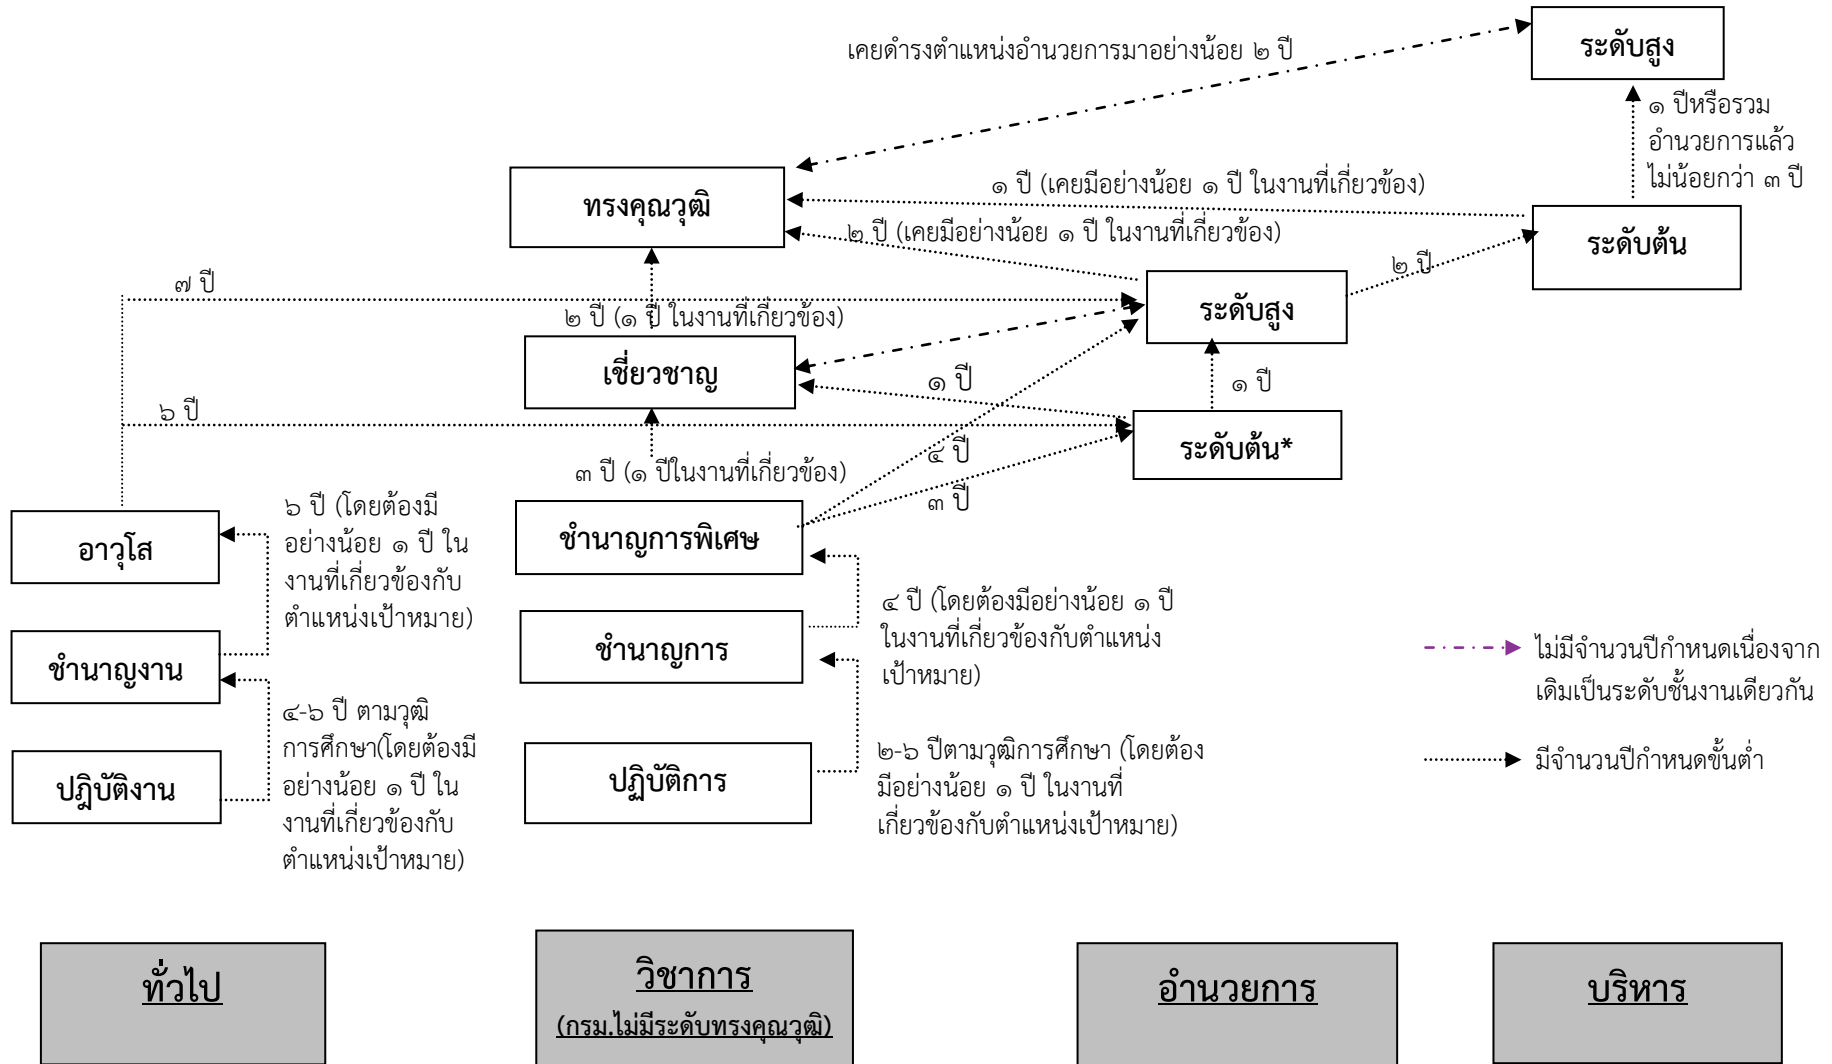 ระดับสูง
เคยดำรงตำแหน่งอำนวยการมาอย่างน้อย ๒ ปี
๑ ปีหรือรวม
อำนวยการแล้ว
ไม่น้อยกว่า ๓ ปี
ทรงคุณวุฒิ
๑ ปี (เคยมีอย่างน้อย ๑ ปี ในงานที่เกี่ยวข้อง)
๒ ปี (เคยมีอย่างน้อย ๑ ปี ในงานที่เกี่ยวข้อง)
ระดับต้น
๒ ปี
๗ ปี
ระดับสูง
๒ ปี (๑ ปี ในงานที่เกี่ยวข้อง)
เชี่ยวชาญ
๑ ปี
๑ ปี
๖ ปี
ระดับต้น*
๔ ปี
๓ ปี (๑ ปีในงานที่เกี่ยวข้อง)
๓ ปี
อาวุโส
๖ ปี (โดยต้องมี
อย่างน้อย ๑ ปี ใน
งานที่เกี่ยวข้องกับ
ตำแหน่งเป้าหมาย)
ชำนาญการพิเศษ
๔ ปี (โดยต้องมีอย่างน้อย ๑ ปี
ในงานที่เกี่ยวข้องกับตำแหน่ง
เป้าหมาย)
ชำนาญงาน
ชำนาญการ
ไม่มีจำนวนปีกำหนดเนื่องจาก
เดิมเป็นระดับชั้นงานเดียวกัน
๔-๖ ปี ตามวุฒิ
การศึกษา(โดยต้องมี
อย่างน้อย ๑ ปี ใน
งานที่เกี่ยวข้องกับ
ตำแหน่งเป้าหมาย)
ปฏิบัติงาน
ปฏิบัติการ
๒-๖ ปีตามวุฒิการศึกษา (โดยต้อง
มีอย่างน้อย ๑ ปี ในงานที่
เกี่ยวข้องกับตำแหน่งเป้าหมาย)
มีจำนวนปีกำหนดขั้นต่ำ
ทั่วไป
วิชาการ
(กรม.ไม่มีระดับทรงคุณวุฒิ)
อำนวยการ
บริหาร